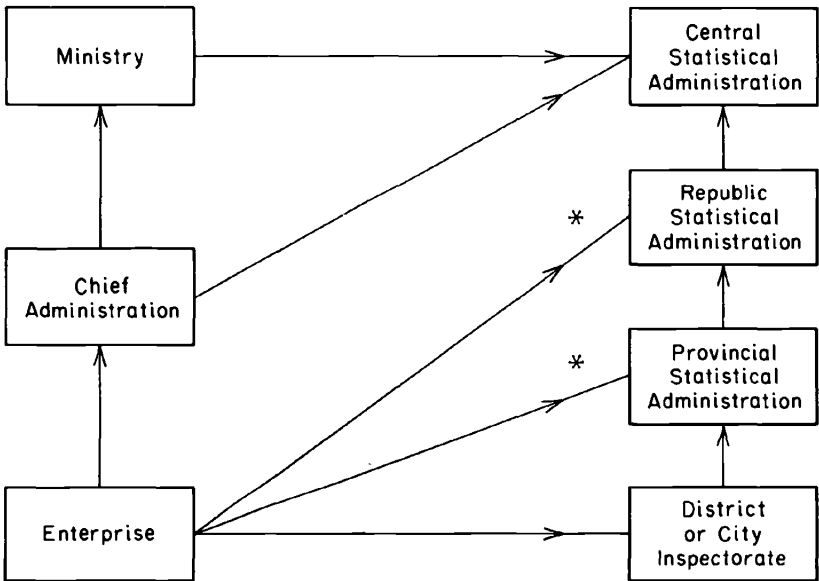 Ministry
Central
Statistical
Administration
*
Republic
Statistical
Administration
Chief
Administration
*
Provincial
Statistical
Administration
Enterprise
District
or City
Inspectorate